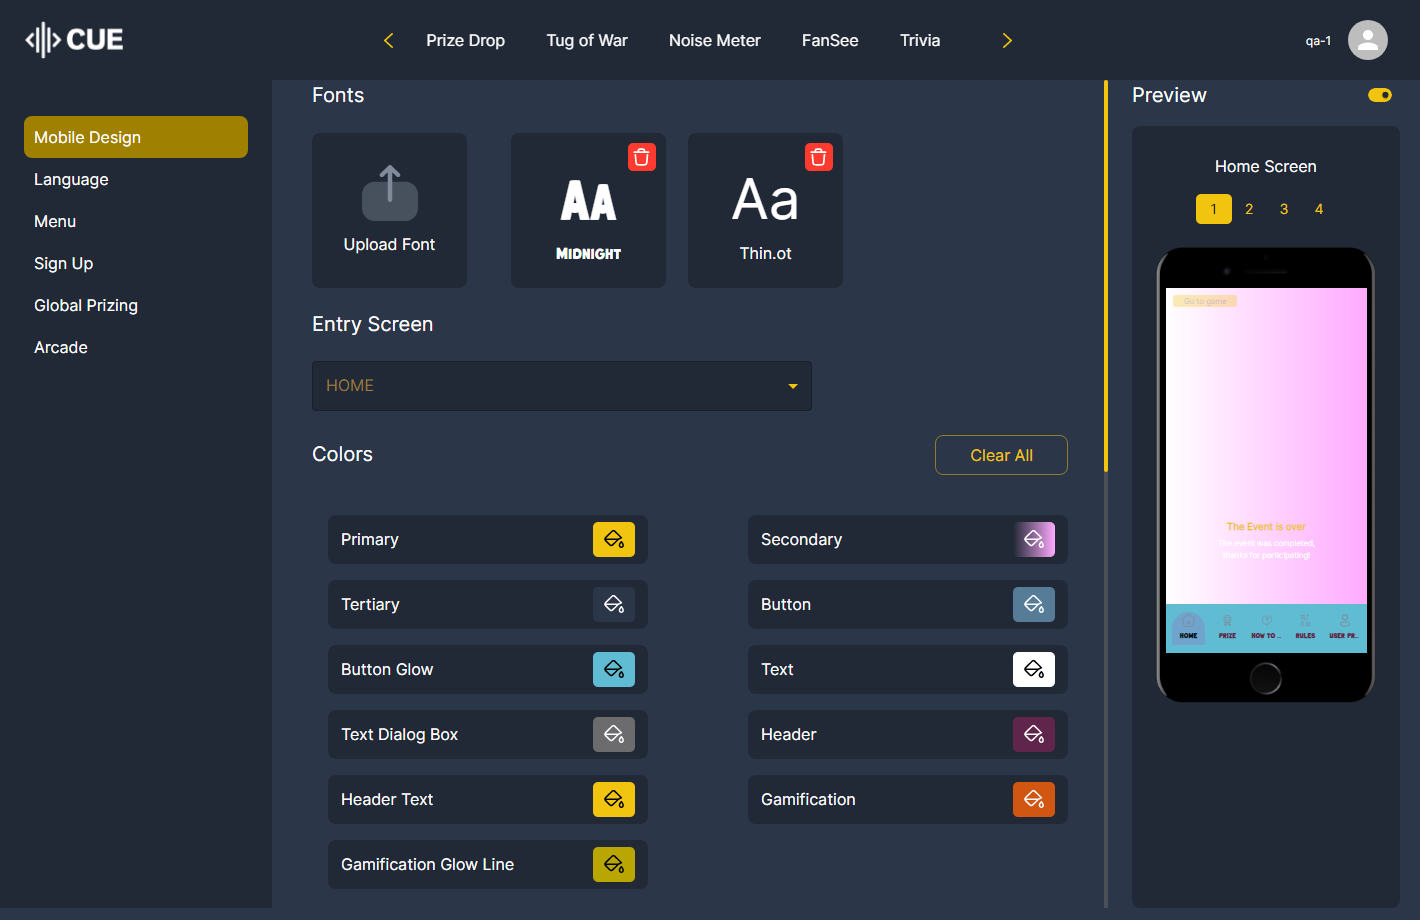 CUE
Prize Drop
Tug of War
Noise Meter
FanSee
Trivia
qa-1
Mobile Design
Language
Menu
Sign Up
Global Prizing
Arcade
Fonts
Upload Font
AA
MIDNIGHT
Aa
Thin.ot
Entry Screen
HOME
Colors
Clear All
Primary
Secondary
Tertiary
Button
Button Glow
Text
Text Dialog Box
Header
Header Text
Gamification
Gamification Glow Line
Preview
Home Screen
1 2 3 4
Go to game
The Event is over
The event was completed,
thanks for participating!
HOME
PRIZE
HOW TO ...
RULES
USER PR...